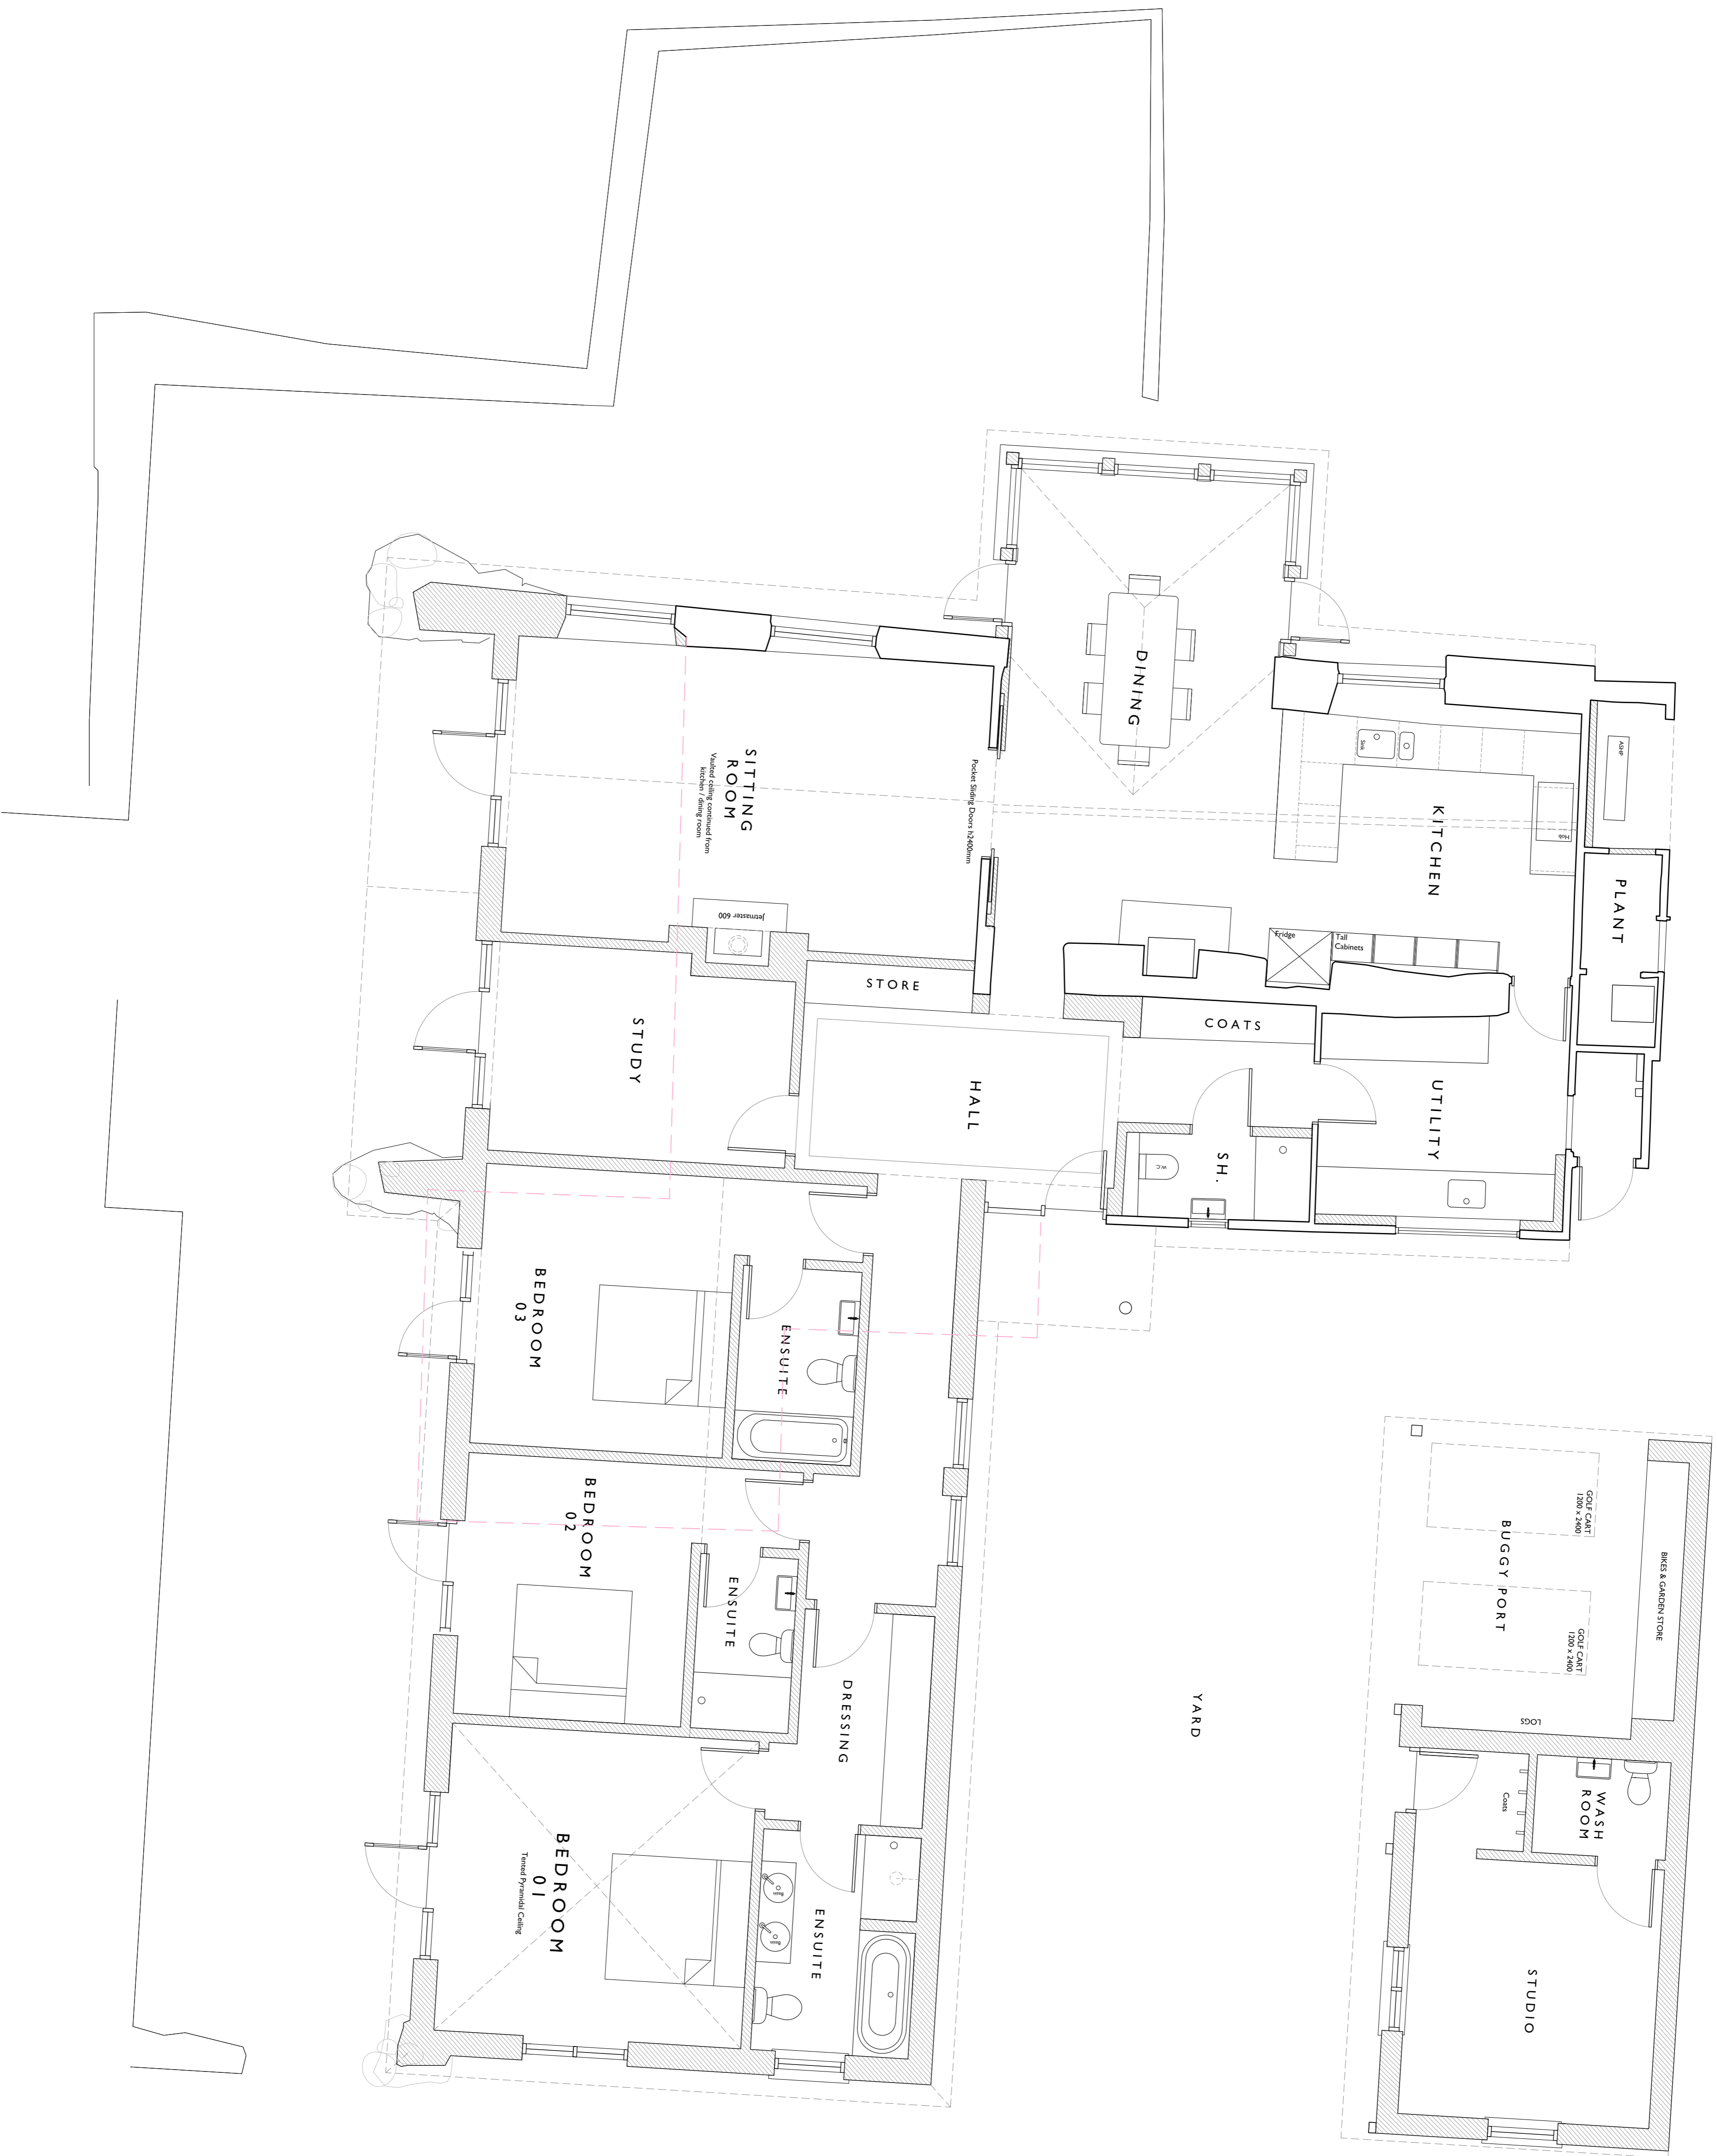 DINING
KITCHEN
Sink
Hob
ASHP
PLANT
SITTING
ROOM
Vaulted ceiling continued from
kitchen / dining room
Pocket Sliding Doors h2400mm
Jetmaster 600
Fridge
Tall
Cabinets
STORE
COATS
STUDY
HALL
UTILITY
SH.
W.C
BEDROOM
03
ENSUITE
BEDROOM
02
ENSUITE
DRESSING
YARD
BEDROOM
01
Tented Pyramidal Ceiling
Basin
Basin
ENSUITE
GOLF CART
1200 x 2400
BUGGY PORT
GOLF CART
1200 x 2400
BIKES & GARDEN STORE
LOGS
Coats
WASH
ROOM
STUDIO